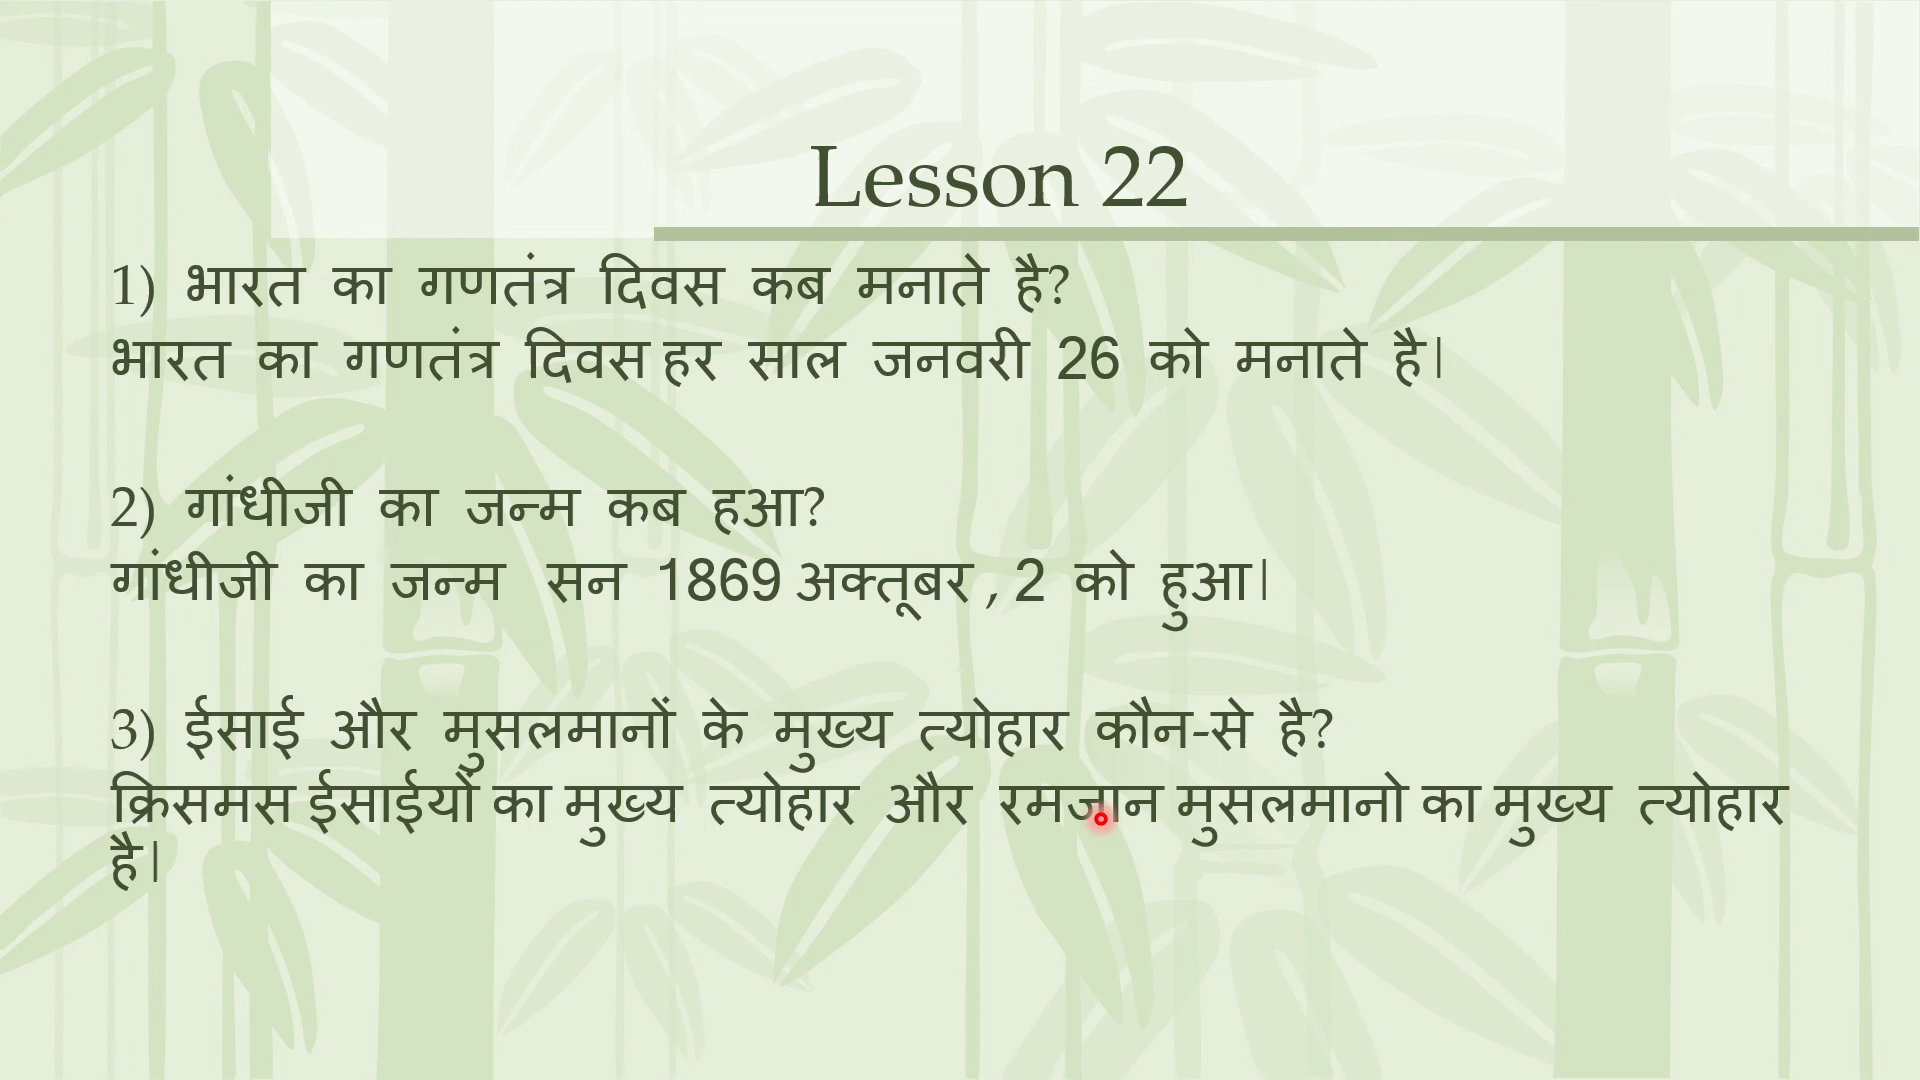 Lesson 22
1) भारत का गणतंत्र दिवस कब मनाते है?
भारत का गणतंत्र दिवस हर साल जनवरी 26 को मनाते है|
2) गांधीजी का जन्म कब हआ?
गांधीजी का जन्म सन 1869 अक्तूबर , 2 को हुआ|
3) ईसाई और मुसलमानों के मुख्य त्योहार कौन-से है?
क्रिसमस ईसाईयों का मुख्य त्योहार और रमजान मुसलमानो का मुख्य त्योहार
है|